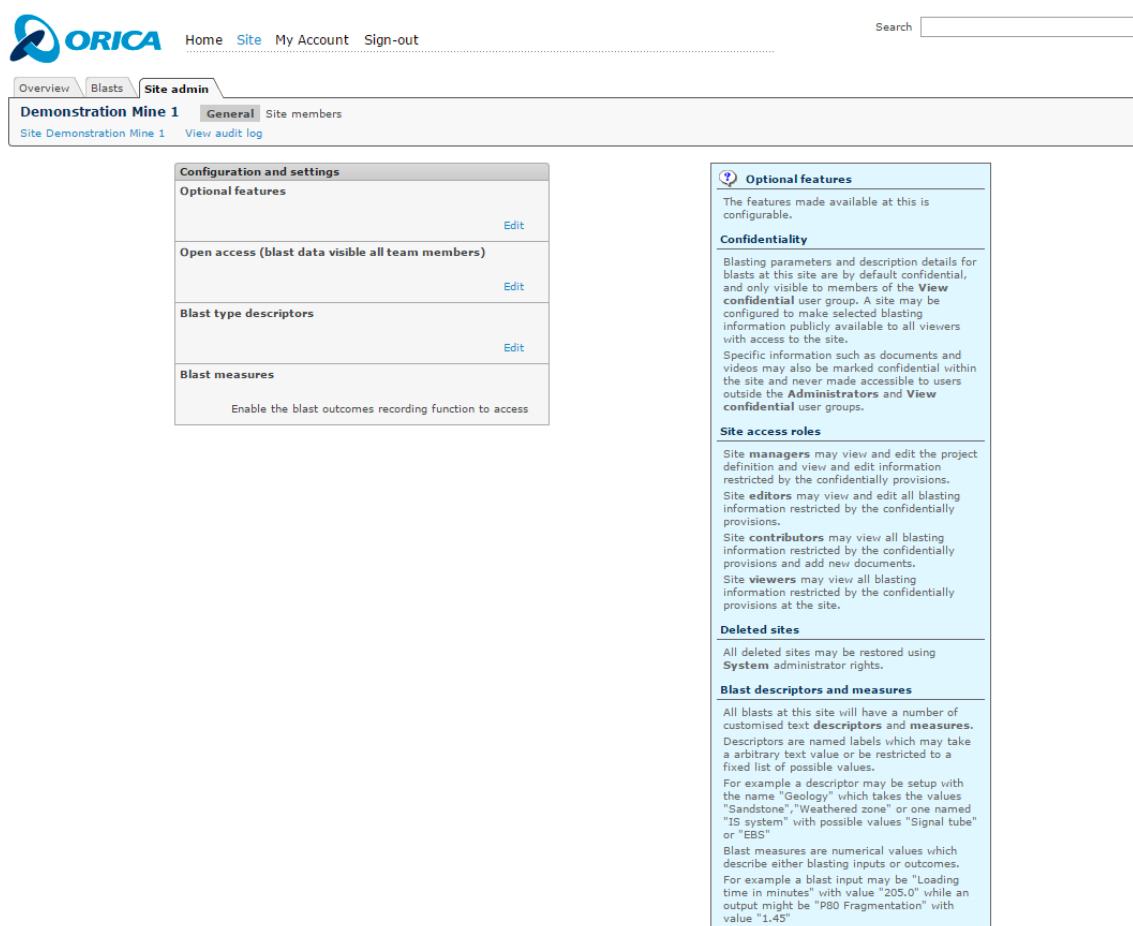 ORICA
Home Site My Account Sign-out
Search
Overview Blasts Site admin
Demonstration Mine 1 General Site members
Site Demonstration Mine 1 View audit log
Configuration and settings
Optional features
Edit
Open access (blast data visible all team members)
Edit
Blast type descriptors
Edit
Blast measures
Enable the blast outcomes recording function to access
? Optional features
The features made available at this is
configurable.
Confidentiality
Blasting parameters and description details for
blasts at this site are by default confidential,
and only visible to members of the View
confidential user group. A site may be
configured to make selected blasting
information publicly available to all viewers
with access to the site.
Specific information such as documents and
videos may also be marked confidential within
the site and never made accessible to users
outside the Administrators and View
confidential user groups.
Site access roles
Site managers may view and edit the project
definition and view and edit information
restricted by the confidentially provisions.
Site editors may view and edit all blasting
information restricted by the confidentially
provisions.
Site contributors may view all blasting
information restricted by the confidentially
provisions and add new documents.
Site viewers may view all blasting
information restricted by the confidentially
provisions at the site.
Deleted sites
All deleted sites may be restored using
System administrator rights.
Blast descriptors and measures
All blasts at this site will have a number of
customised text descriptors and measures.
Descriptors are named labels which may take
a arbitrary text value or be restricted to a
fixed list of possible values.
For example a descriptor may be setup with
the name "Geology" which takes the values
"Sandstone","Weathered zone" or one named
"IS system" with possible values "Signal tube"
or "EBS"
Blast measures are numerical values which
describe either blasting inputs or outcomes.
For example a blast input may be "Loading
time in minutes" with value "205.0" while an
output might be "P80 Fragmentation" with
value "1.45"